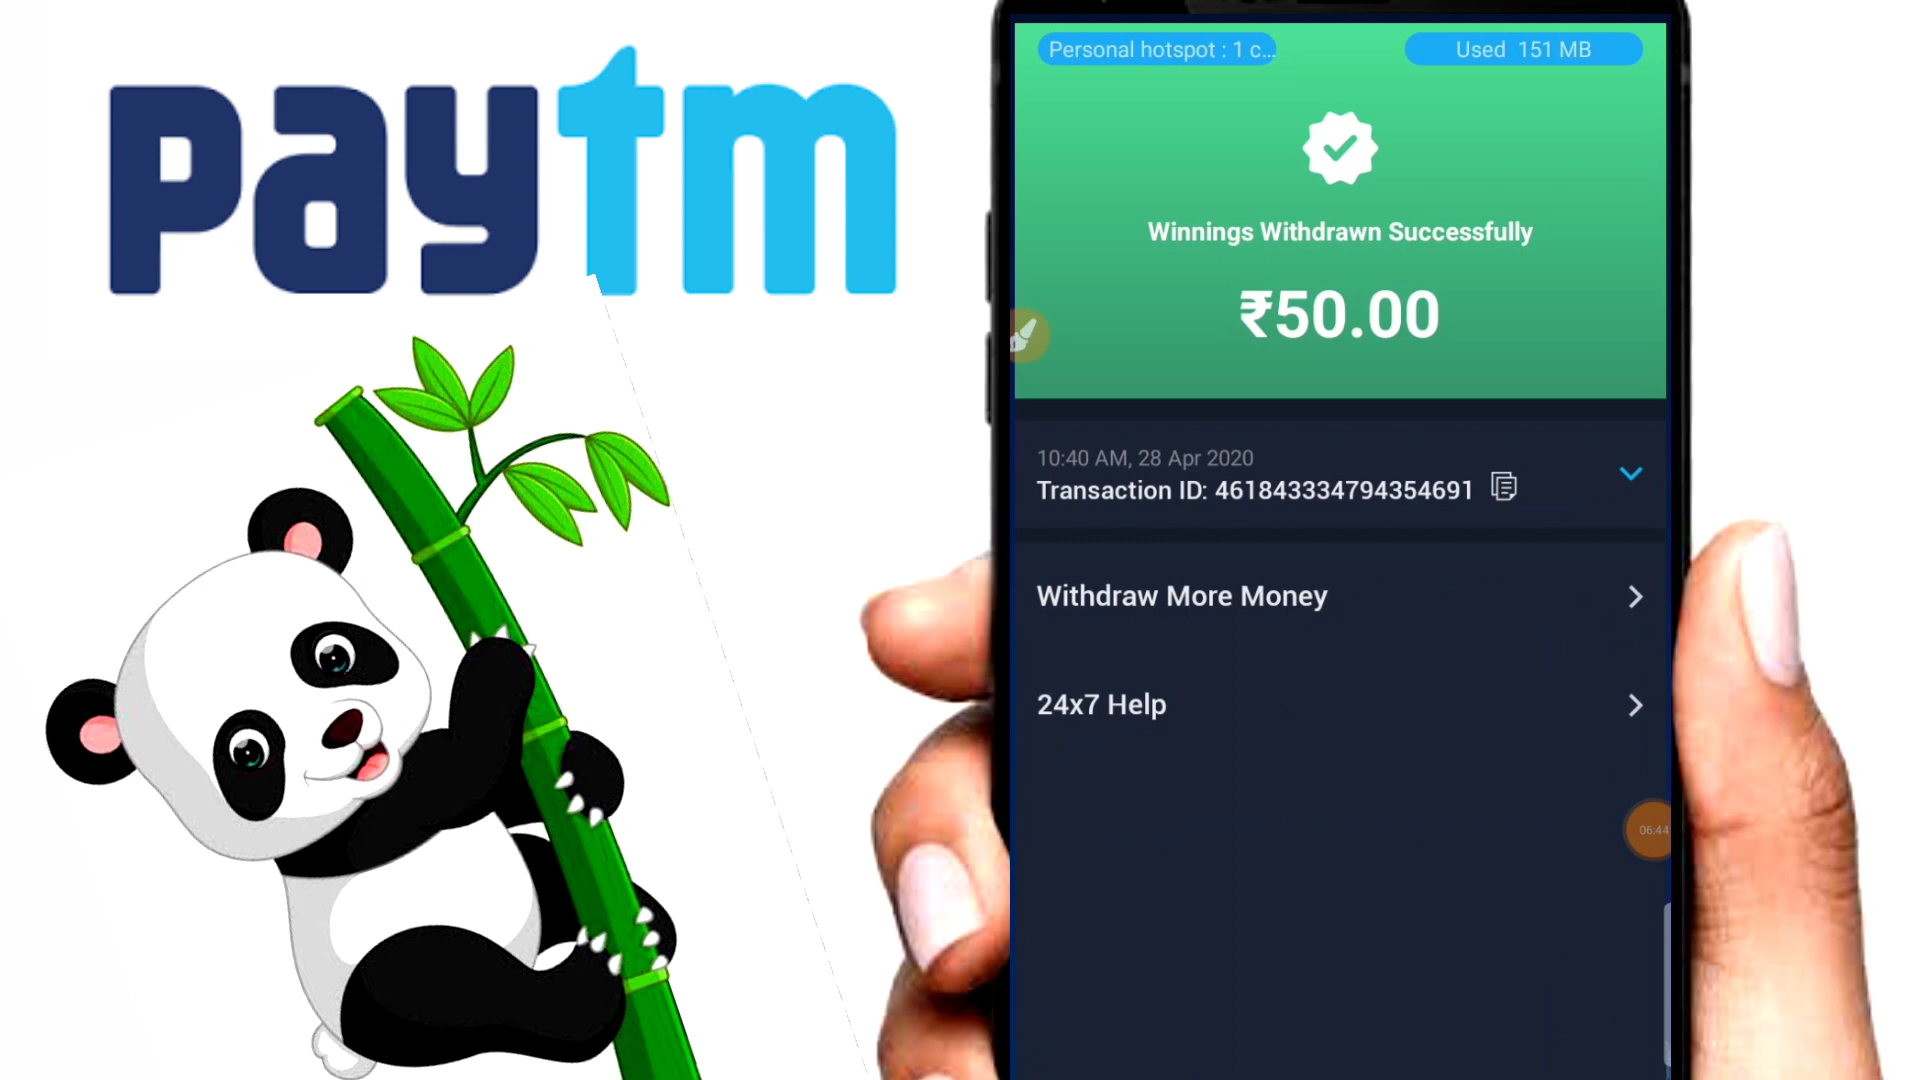 paytm
Personal hotspot : 1 c...
Used 151 MB
Winnings Withdrawn Successfully
₹50.00
10:40 AM, 28 Apr 2020
Transaction ID: 461843334794354691
Withdraw More Money
24x7 Help
06:44